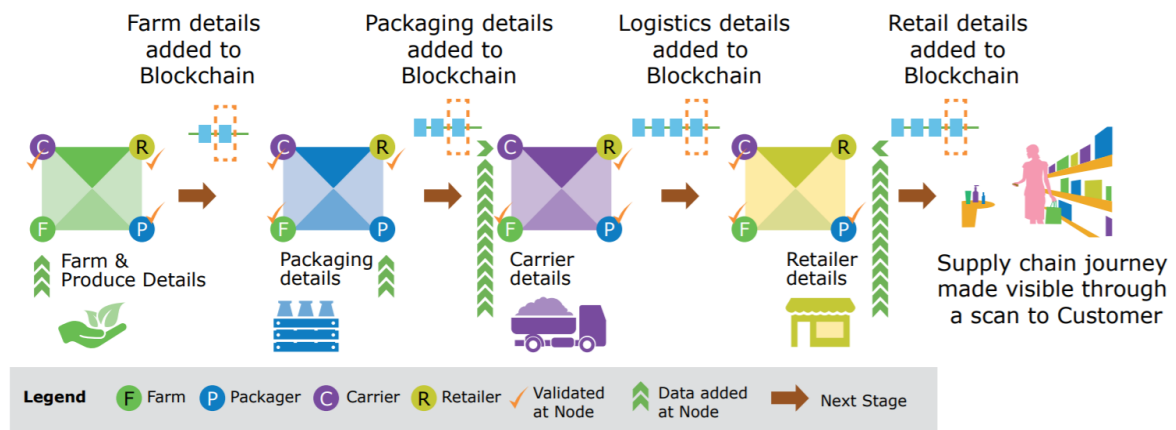 Farm details
added to
Blockchain
Packaging details
added to
Blockchain
Logistics details
added to
Blockchain
Retail details
added to
Blockchain
C R
F P
C R
F P
C R
F P
C R
F P
Farm &
Produce Details
Packaging
details
Carrier
details
Retailer
details
Supply chain journey
made visible through
a scan to Customer
Legend
F Farm
P Packager
C Carrier
R Retailer
Validated
at Node
Data added
at Node
Next Stage